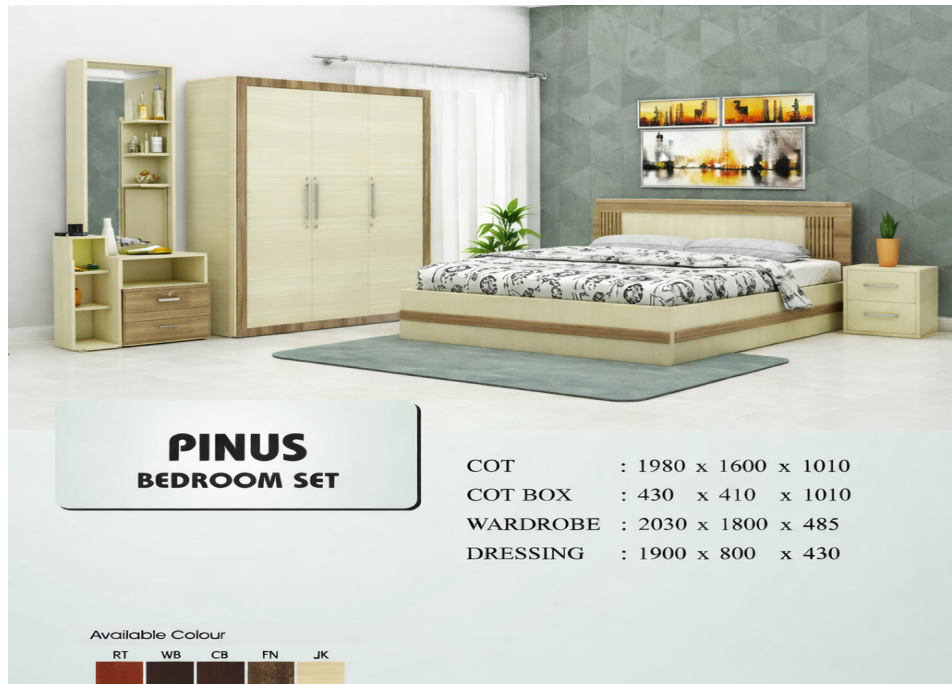 PINUS
BEDROOM SET
COT : 1980 x 1600 x 1010
COT BOX : 430 x 410 x 1010
WARDROBE : 2030 x 1800 x 485
DRESSING : 1900 x 800 x 430
Available Colour
RT WB CB FN JK